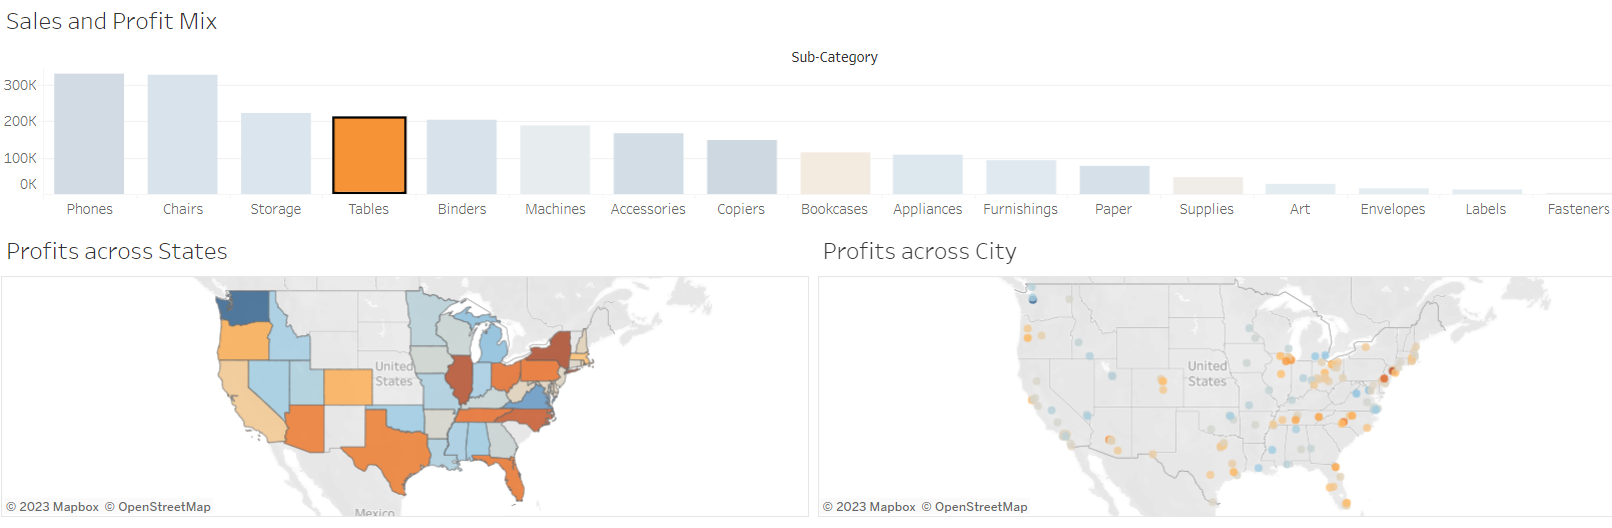 Sales and Profit Mix
Sub-Category
300K
200K
100K
0K
Phones Chairs Storage Tables Binders Machines Accessories Copiers Bookcases Appliances Furnishings Paper Supplies Art Envelopes Labels Fasteners
Profits across States
United
States
Mexico
© 2023 Mapbox © OpenStreetMap
Profits across City
United
States
© 2023 Mapbox © OpenStreetMap